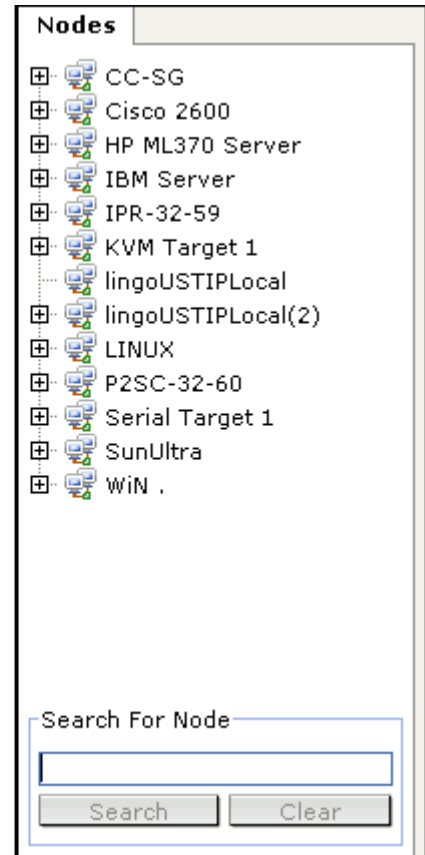 Nodes
CC-SG
Cisco 2600
HP ML370 Server
IBM Server
IPR-32-59
KVM Target 1
lingoUSTIPLocal
lingoUSTIPLocal(2)
LINUX
P2SC-32-60
Serial Target 1
SunUltra
WiN .
Search For Node
Search Clear